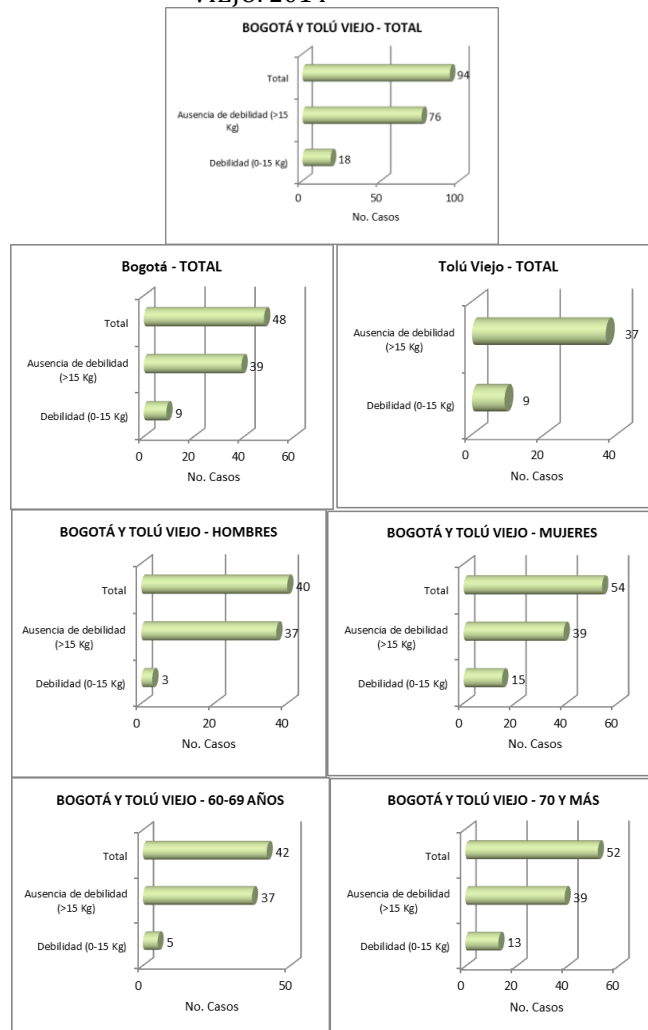 VIEJO. 2014
BOGOTÁ Y TOLÚ VIEJO - TOTAL
Total
94
Ausencia de debilidad (>15
Kg)
76
Debilidad (0-15 Kg)
18
0 50 100
No. Casos
Bogotá - TOTAL
Total
48
Ausencia de debilidad
(>15 Kg)
39
Debilidad (0-15 Kg)
9
0 20 40 60
No. Casos
Tolú Viejo - TOTAL
Ausencia de debilidad
(>15 Kg)
37
Debilidad (0-15 Kg)
9
0 20 40
No. Casos
BOGOTÁ Y TOLÚ VIEJO - HOMBRES
Total
40
Ausencia de debilidad
(>15 Kg)
37
Debilidad (0-15 Kg)
3
0 20 40
No. Casos
BOGOTÁ Y TOLÚ VIEJO - MUJERES
Total
54
Ausencia de debilidad
(>15 Kg)
39
Debilidad (0-15 Kg)
15
0 20 40 60
No. Casos
BOGOTÁ Y TOLÚ VIEJO - 60-69 AÑOS
Total
42
Ausencia de debilidad
(>15 Kg)
37
Debilidad (0-15 Kg)
5
0 50
No. Casos
BOGOTÁ Y TOLÚ VIEJO - 70 Y MÁS
Total
52
Ausencia de debilidad
(>15 Kg)
39
Debilidad (0-15 Kg)
13
0 20 40 60
No. Casos